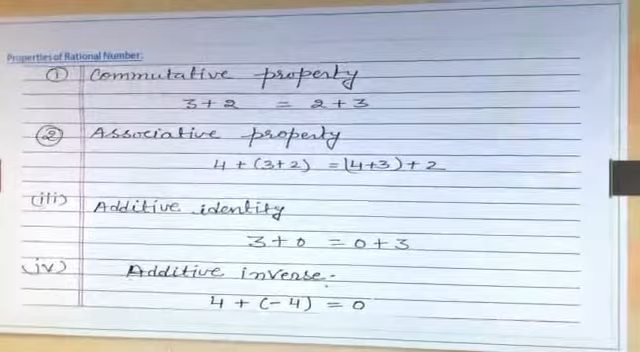 Properties of Rational Number:
① Commutative property
3+2 = 2+3
② Associative property
4+(3+2) = (4+3)+2
(iii) Additive identity
3+0 = 0+3
(iv) Additive inverse.
4+(-4) = 0